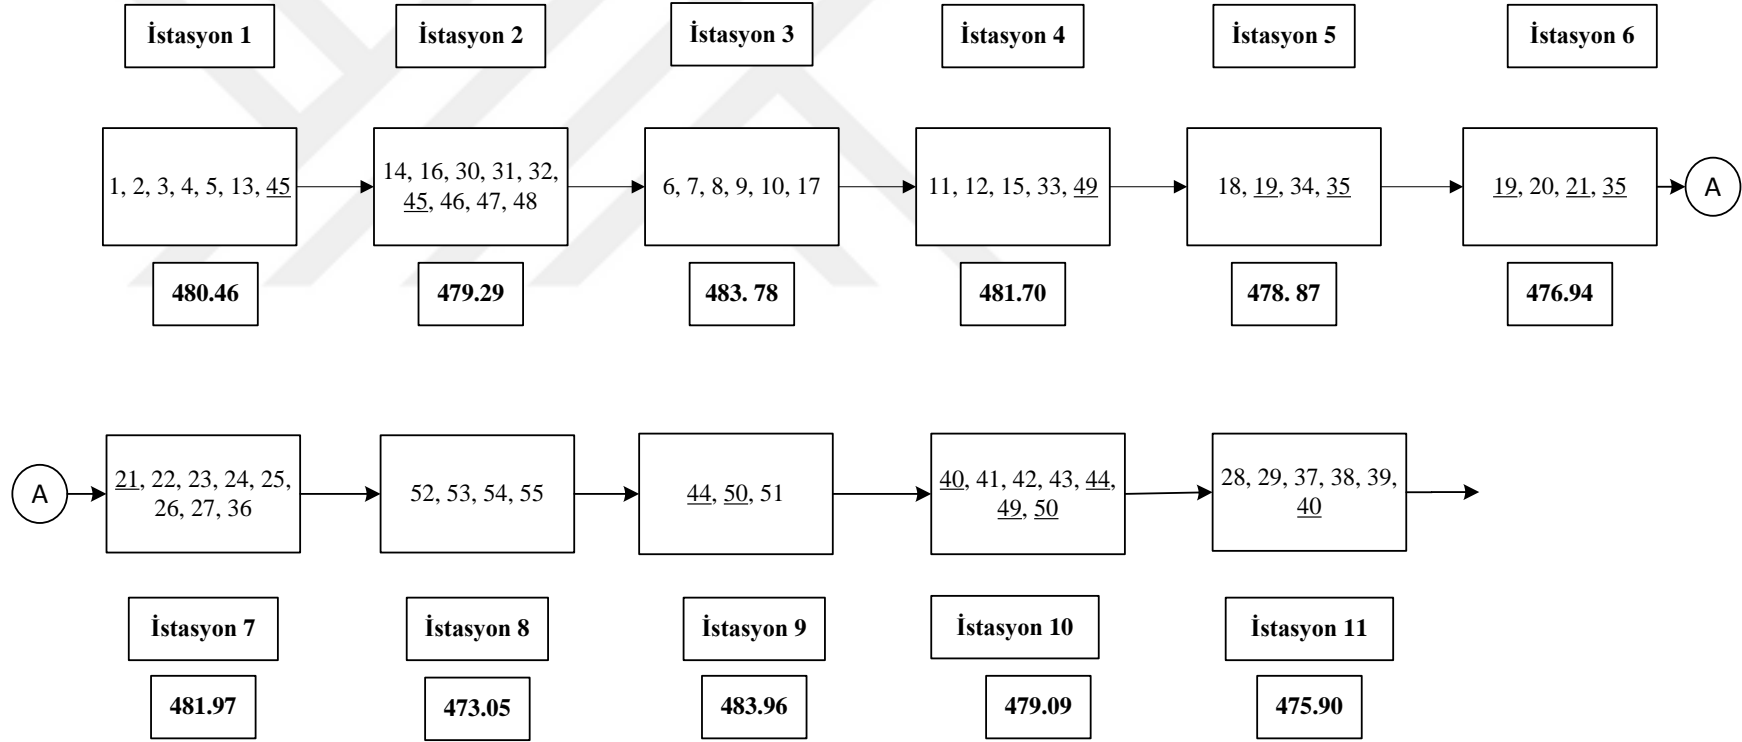 İstasyon 1
İstasyon 2
İstasyon 3
İstasyon 4
İstasyon 5
İstasyon 6
1, 2, 3, 4, 5, 13, 45
14, 16, 30, 31, 32,
45, 46, 47, 48
6, 7, 8, 9, 10, 17
11, 12, 15, 33, 49
18, 19, 34, 35
19, 20, 21, 35
A
480.46
479.29
483. 78
481.70
478. 87
476.94
A
21, 22, 23, 24, 25,
26, 27, 36
52, 53, 54, 55
44, 50, 51
40, 41, 42, 43, 44,
49, 50
28, 29, 37, 38, 39,
40
İstasyon 7
İstasyon 8
İstasyon 9
İstasyon 10
İstasyon 11
481.97
473.05
483.96
479.09
475.90